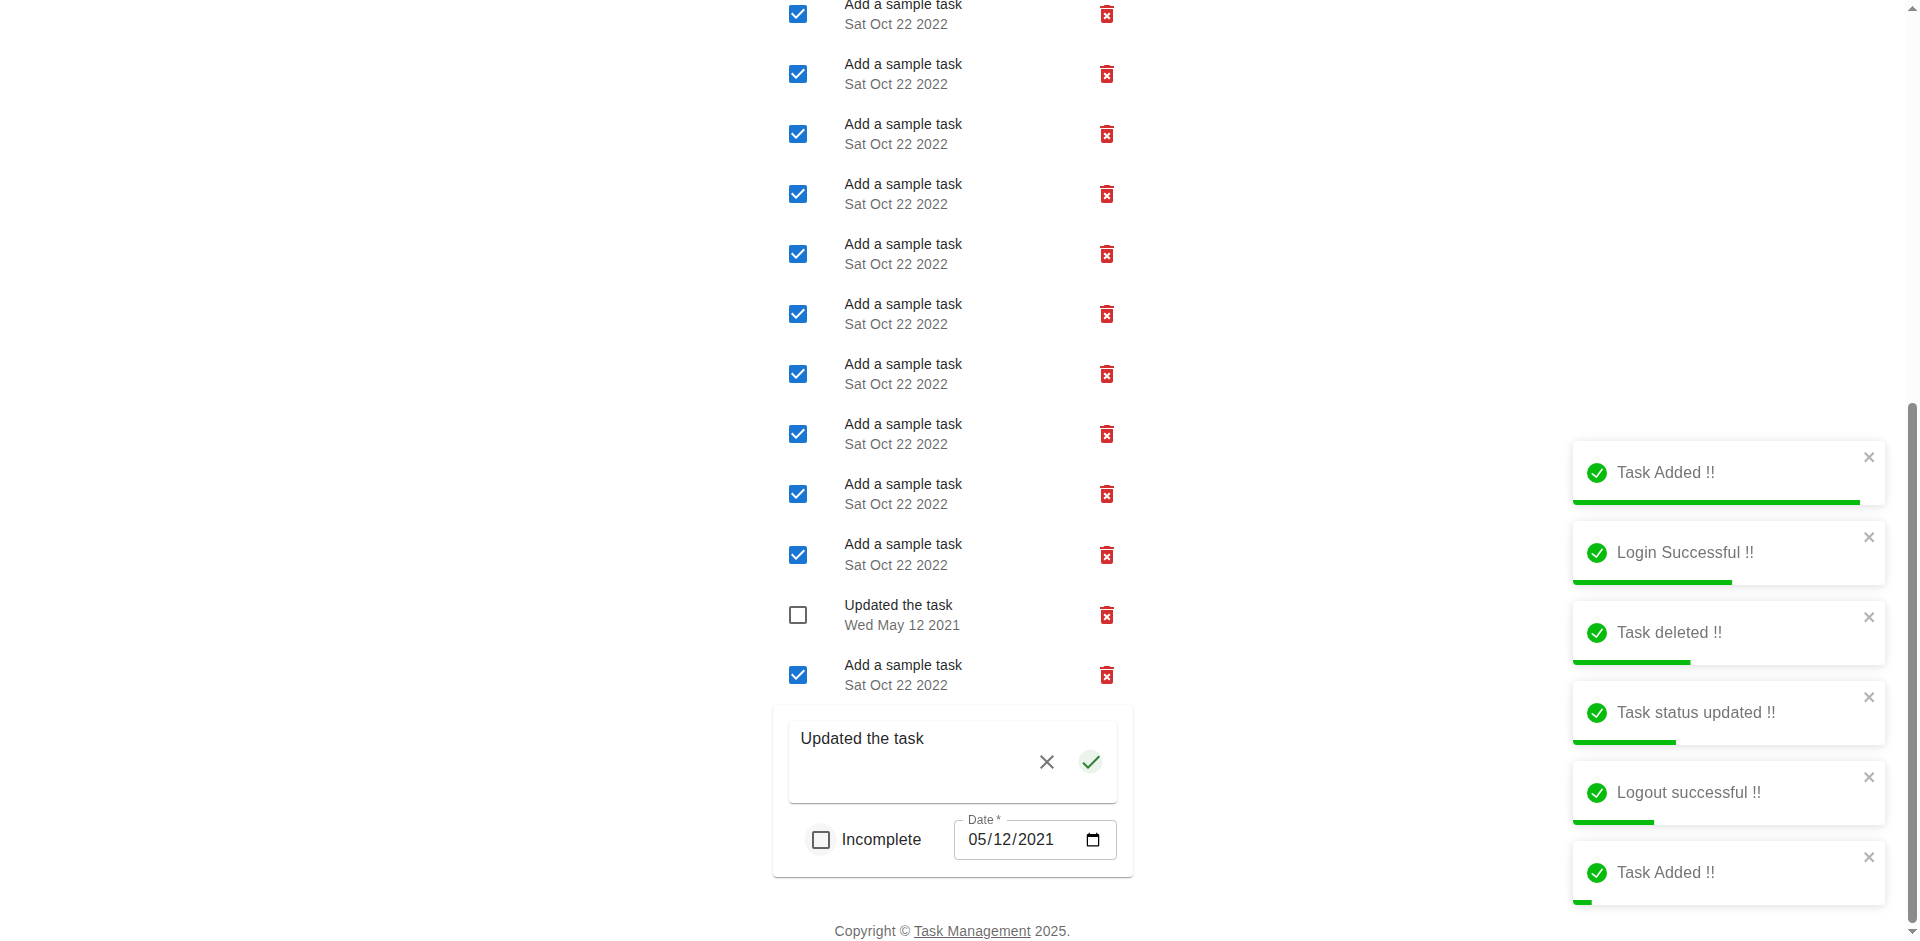 Add a sample task
Sat Oct 22 2022
Add a sample task
Sat Oct 22 2022
Add a sample task
Sat Oct 22 2022
Add a sample task
Sat Oct 22 2022
Add a sample task
Sat Oct 22 2022
Add a sample task
Sat Oct 22 2022
Add a sample task
Sat Oct 22 2022
Add a sample task
Sat Oct 22 2022
Add a sample task
Sat Oct 22 2022
Add a sample task
Sat Oct 22 2022
Updated the task
Wed May 12 2021
Add a sample task
Sat Oct 22 2022
Updated the task
Incomplete
Date *
05/12/2021
Copyright © Task Management 2025.
Task Added !!
Login Successful !!
Task deleted !!
Task status updated !!
Logout successful !!
Task Added !!